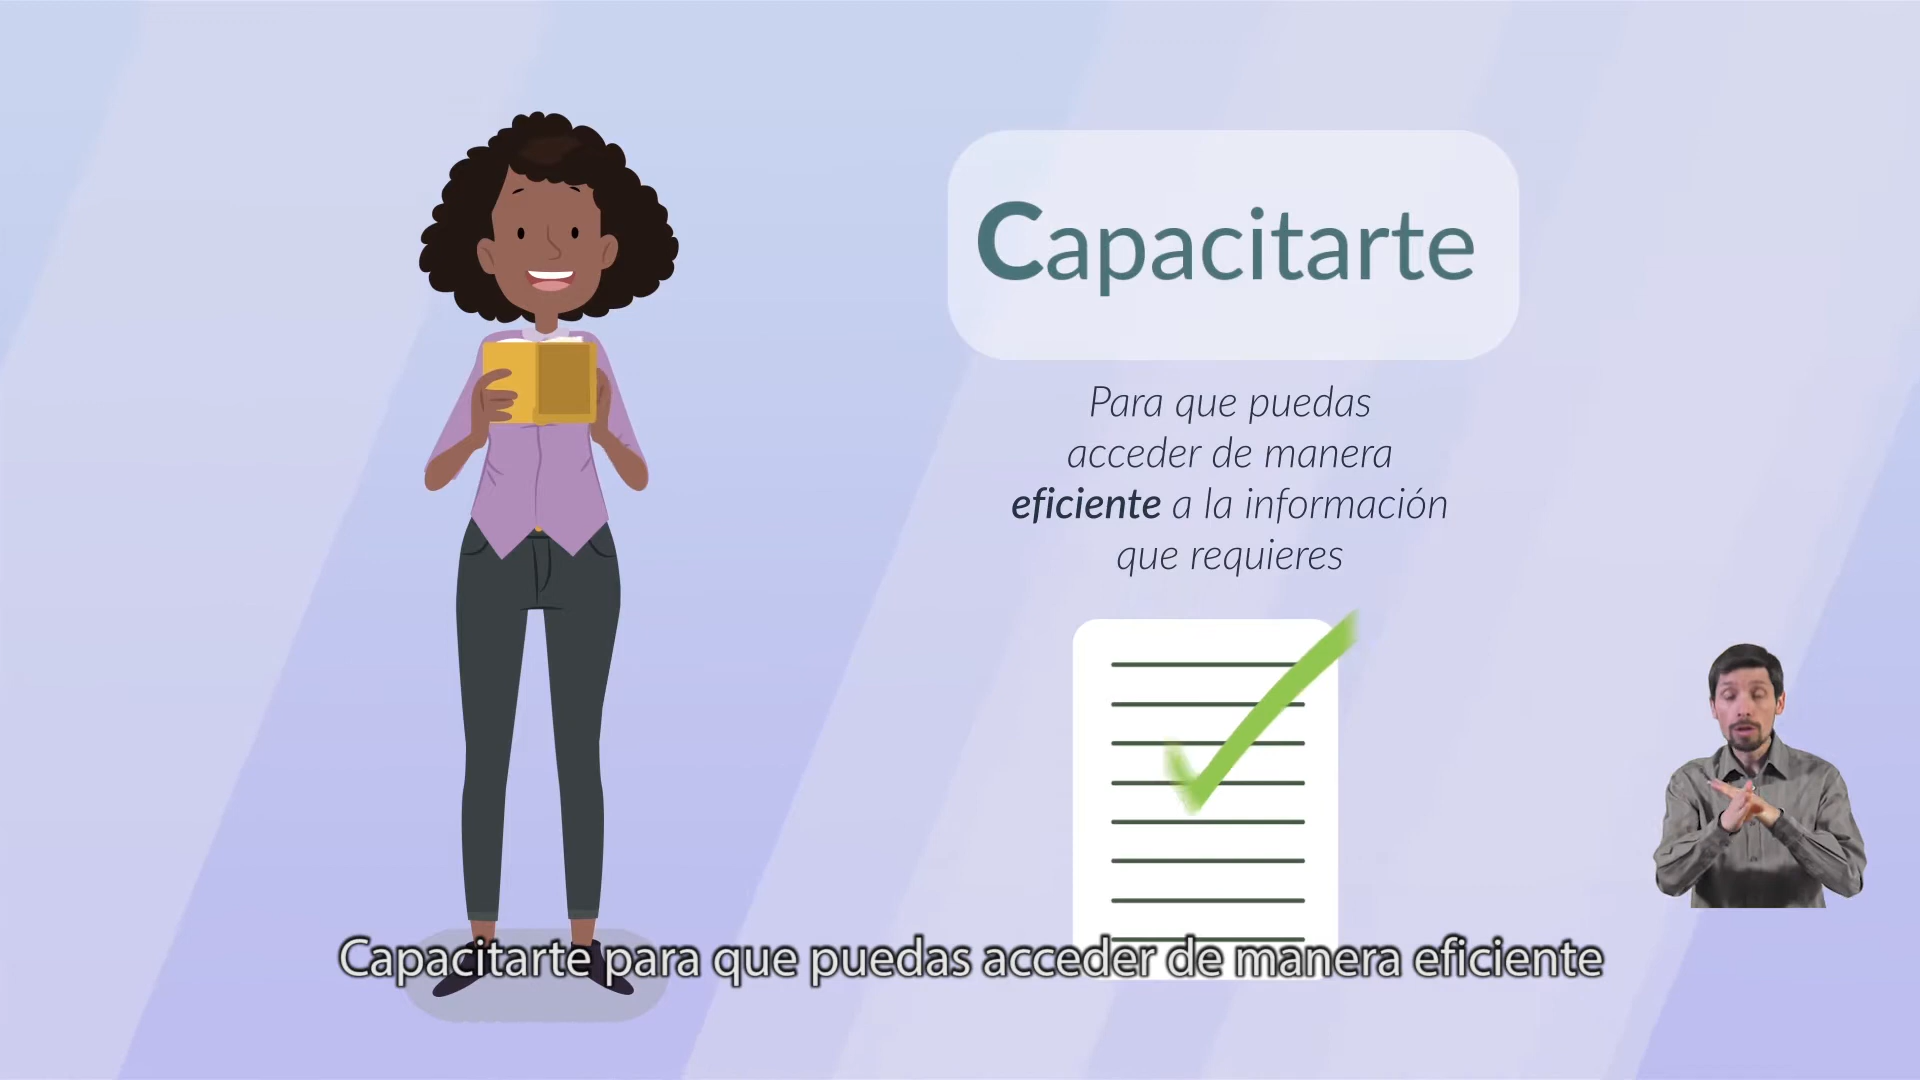 Capacitarte
Para que puedas
acceder de manera
eficiente a la información
que requieres
Capacitarte para que puedas acceder de manera eficiente